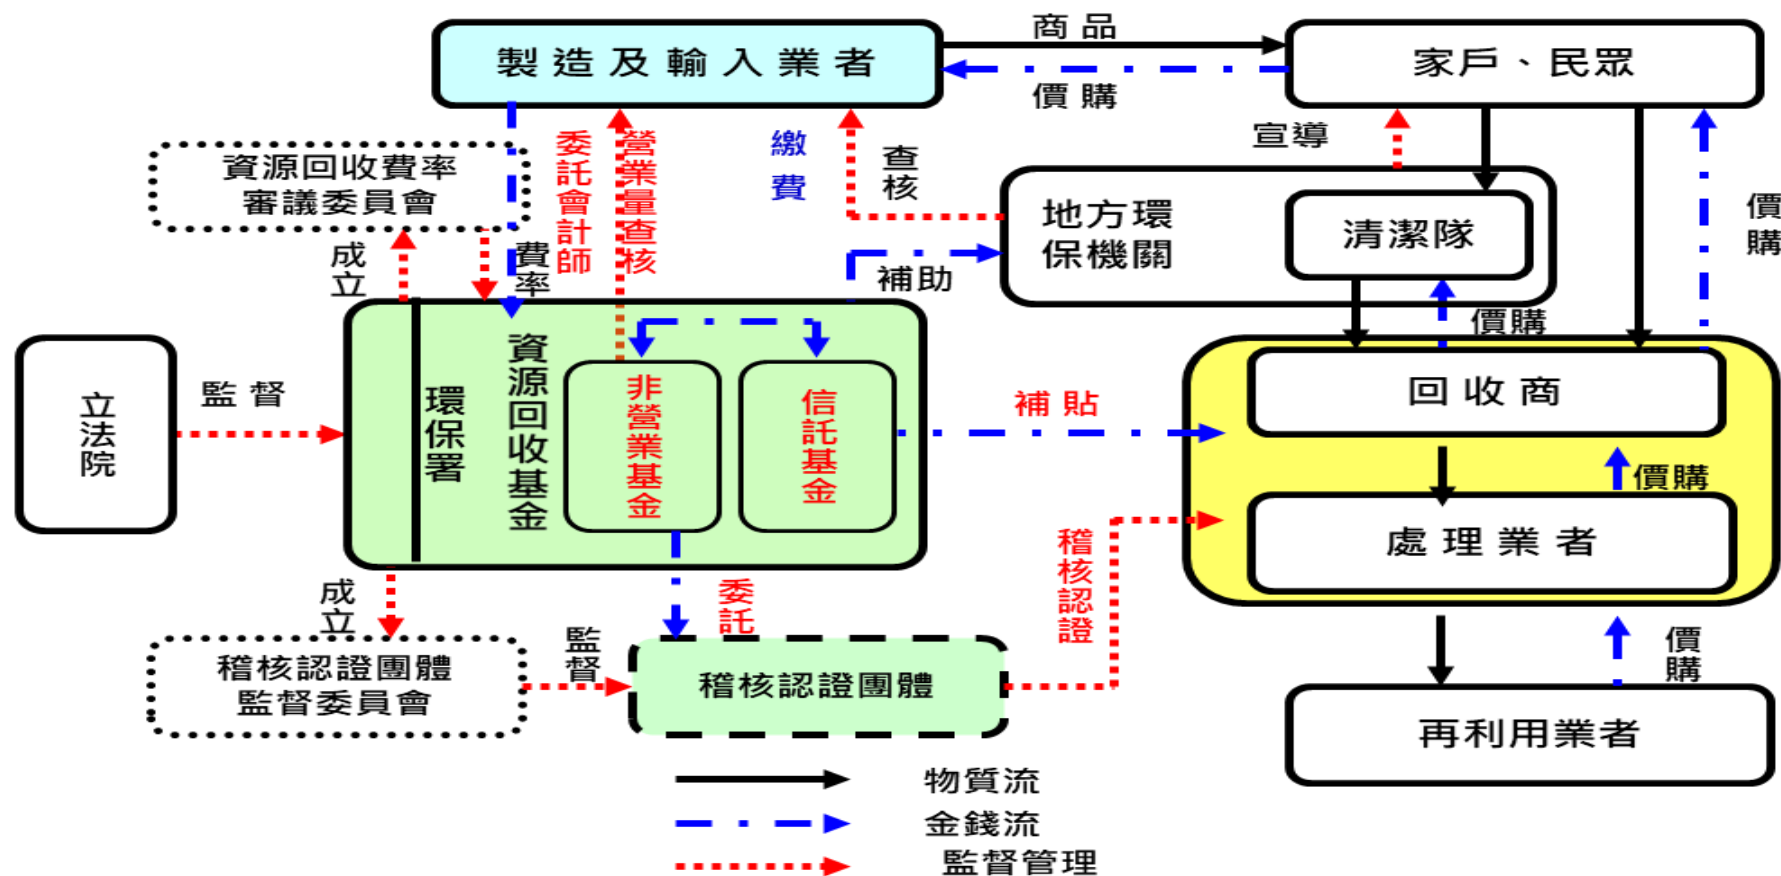 製造及輸入業者
商品
家戶、民眾
價購
資源回收費率
審議委員會
委託會計師
營業量查核
繳費
查核
宣導
地方環
保機關
清潔隊
價購
成立
費率
補助
價購
立法院
監督
環保署
資源回收基金
非營業基金
信託基金
補貼
回收商
價購
處理業者
成立
委託
稽核認證
監督
稽核認證團體
監督委員會
稽核認證團體
價購
再利用業者
物質流
金錢流
監督管理